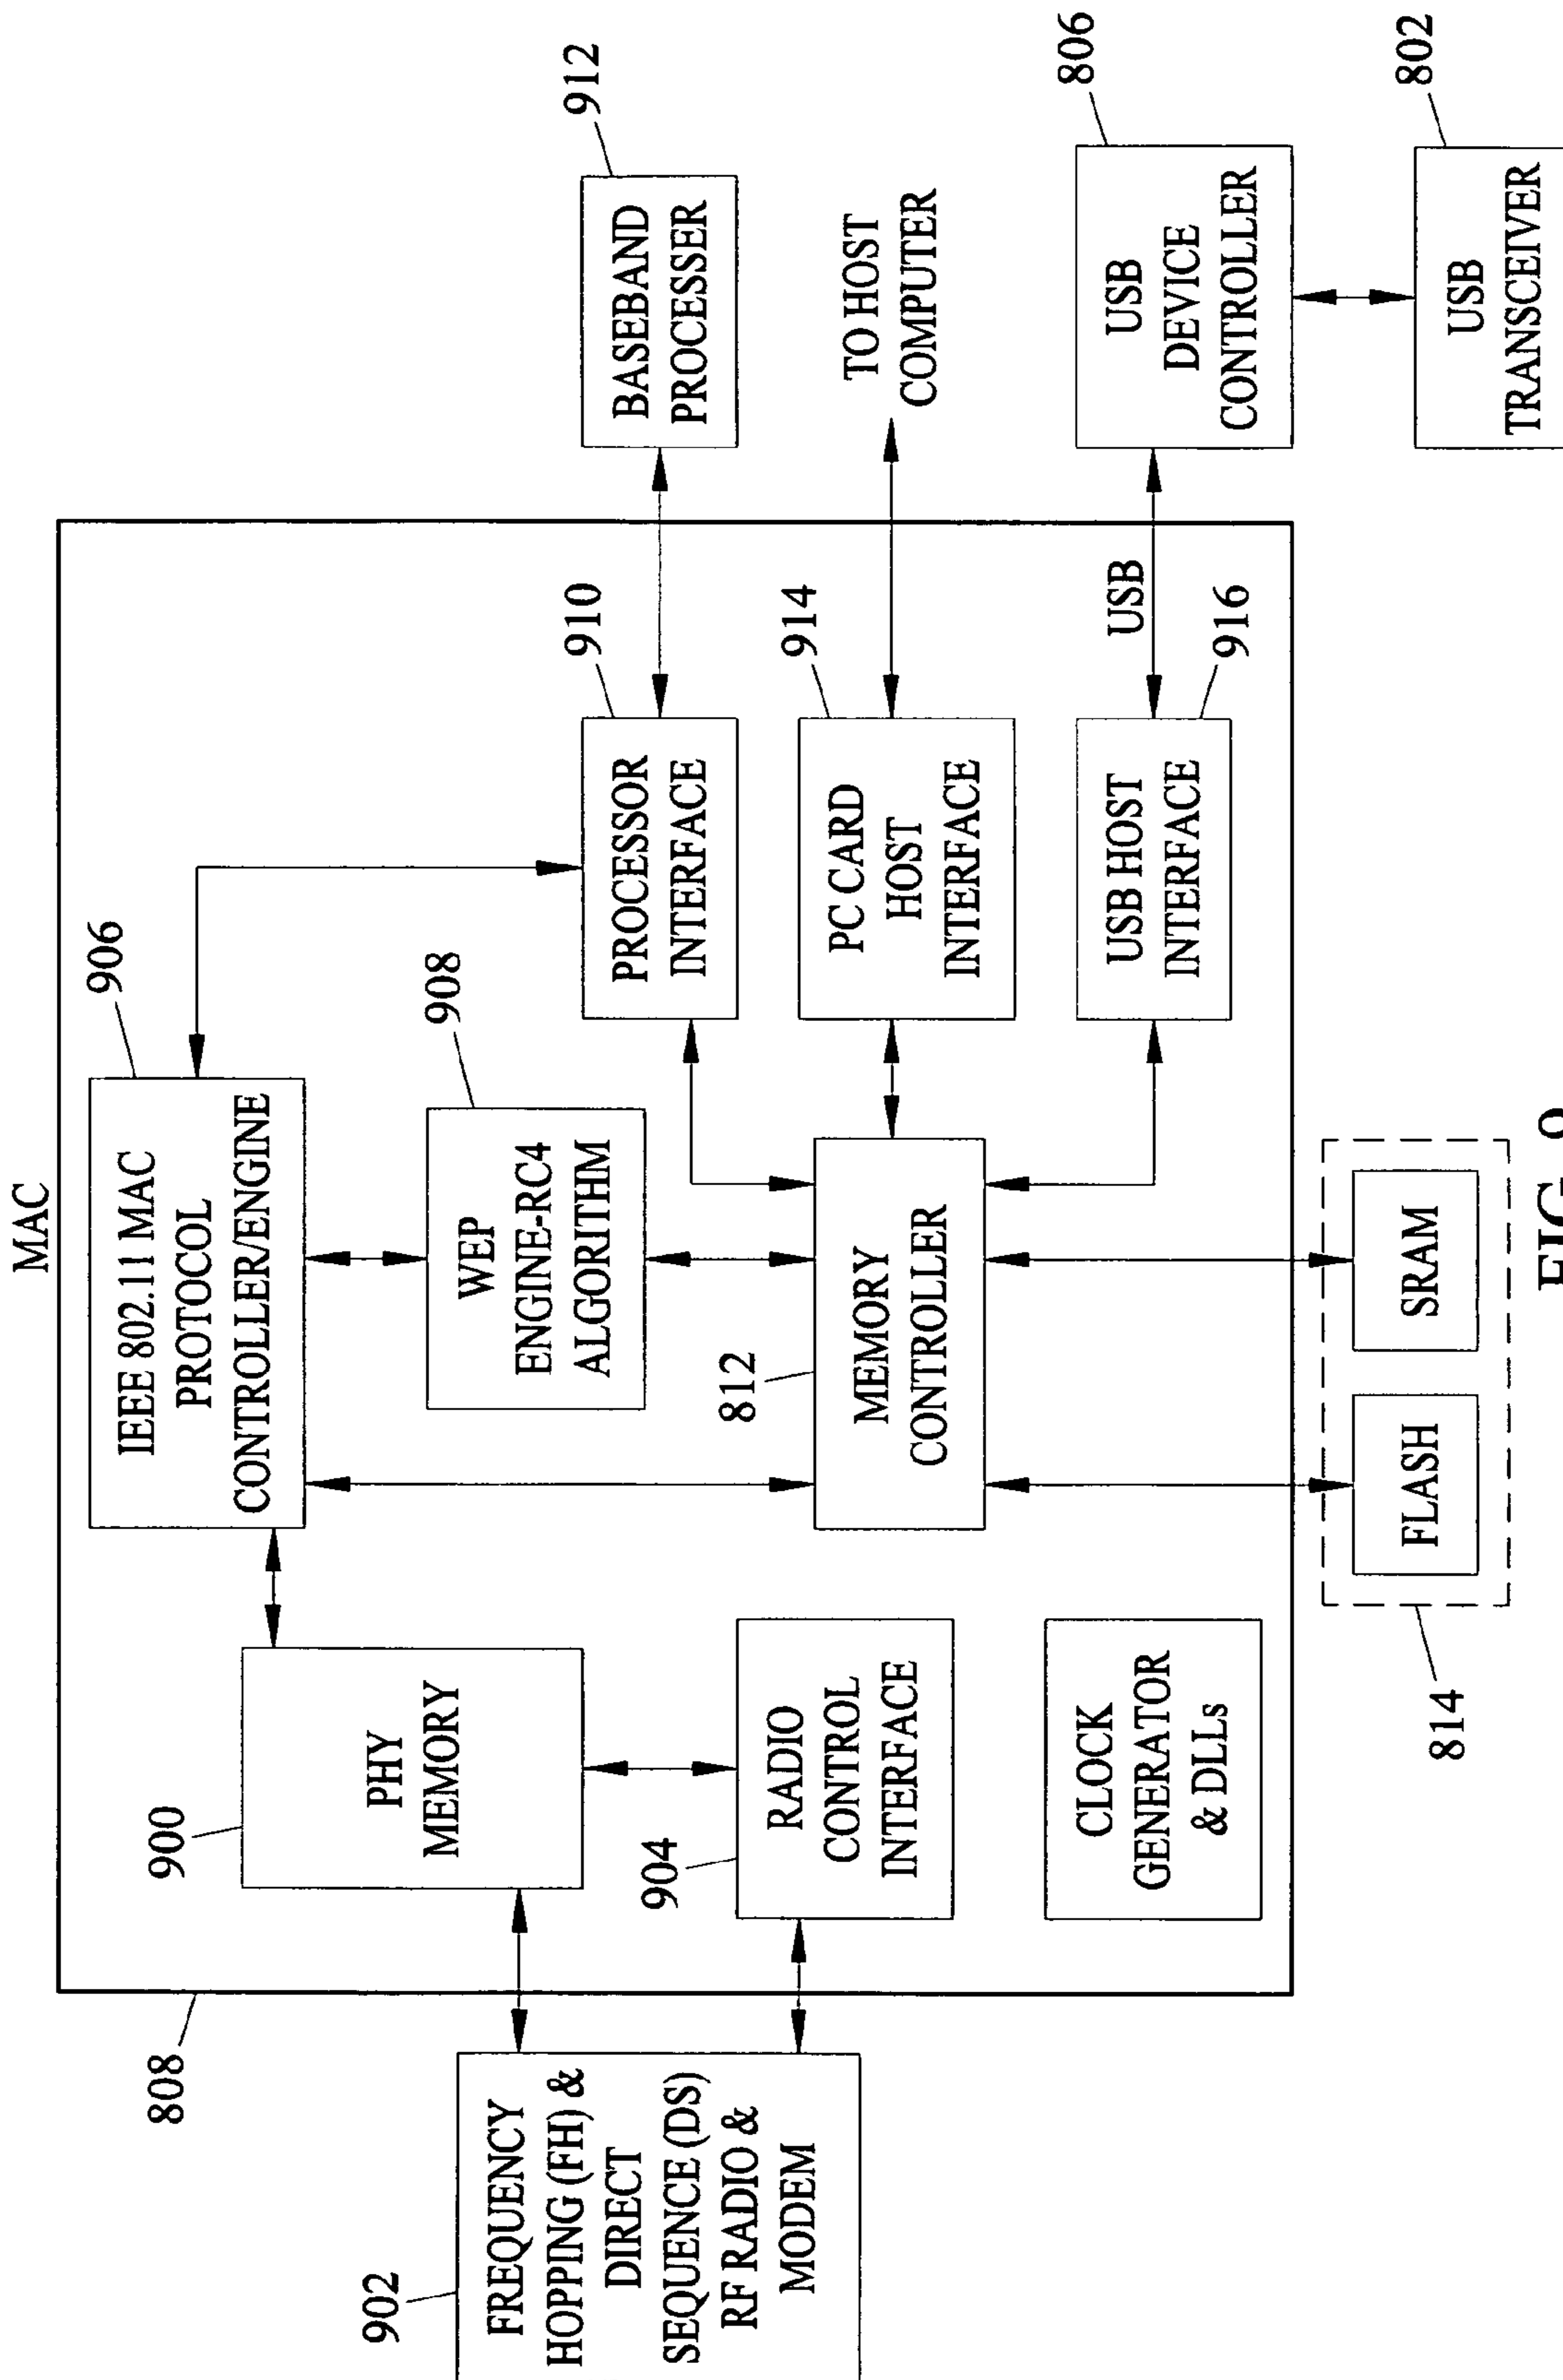 MAC
808
902
FREQUENCY
HOPPING (FH) &
DIRECT
SEQUENCE (DS)
RF RADIO &
MODEM
900
PHY
MEMORY
904
RADIO
CONTROL
INTERFACE
CLOCK
GENERATOR
& DLLs
906
IEEE 802.11 MAC
PROTOCOL
CONTROLLER/ENGINE
908
WEP
ENGINE-RC4
ALGORITHM
812
MEMORY
CONTROLLER
910
PROCESSOR
INTERFACE
914
PC CARD
HOST
INTERFACE
USB
USB HOST
INTERFACE
916
912
BASEBAND
PROCESSER
TO HOST
COMPUTER
806
USB
DEVICE
CONTROLLER
802
USB
TRANSCEIVER
814
FLASH
SRAM
FIG. 9